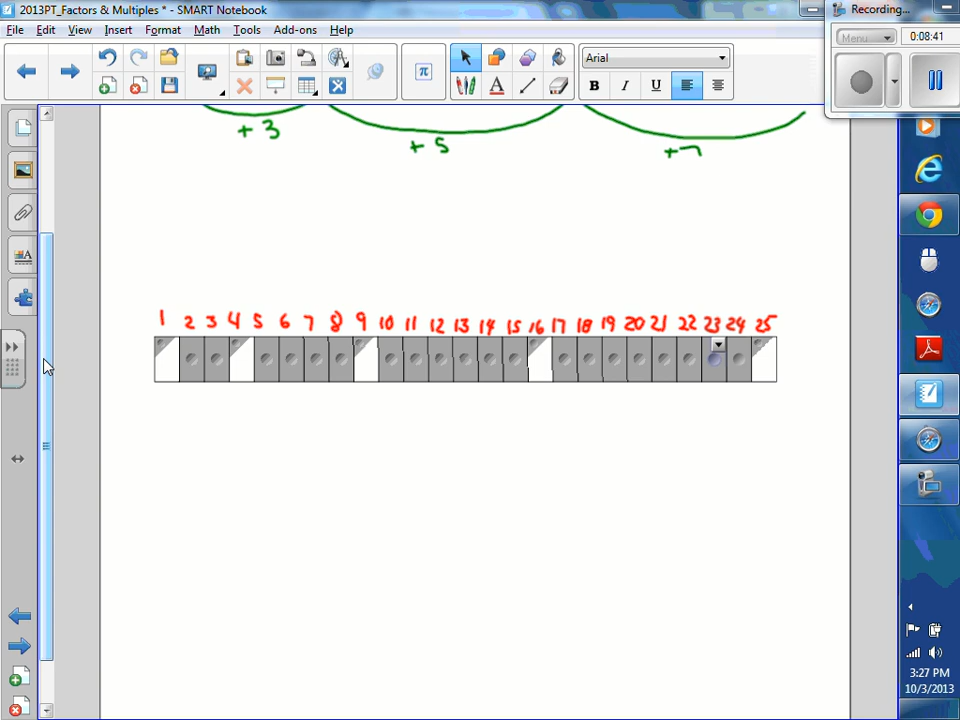 2013PT_Factors & Multiples * - SMART Notebook
Recording...
File Edit View Insert Format Math Tools Add-ons Help
Menu
0:08:41
Arial
π
A
B I U
+ 3
+ 5
+7
1 2 3 4 5 6 7 8 9 10 11 12 13 14 15 16 17 18 19 20 21 22 23 24 25
3:27 PM
10/3/2013